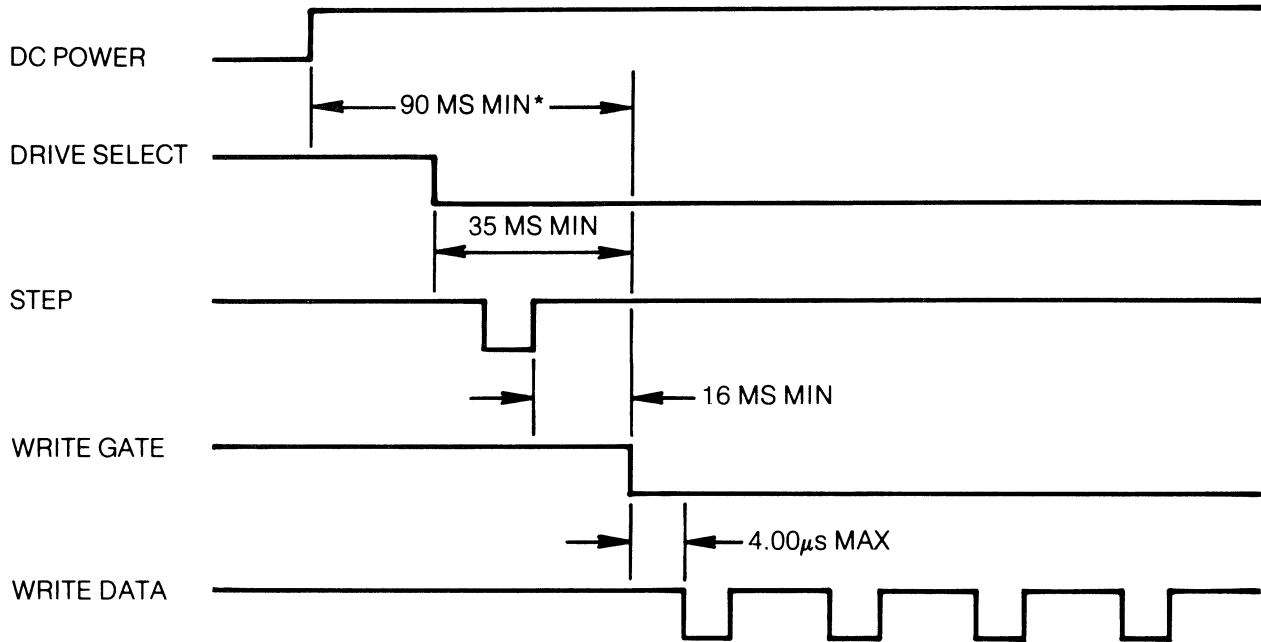 DC POWER
90 MS MIN*
DRIVE SELECT
35 MS MIN
STEP
16 MS MIN
WRITE GATE
4.00μs MAX
WRITE DATA